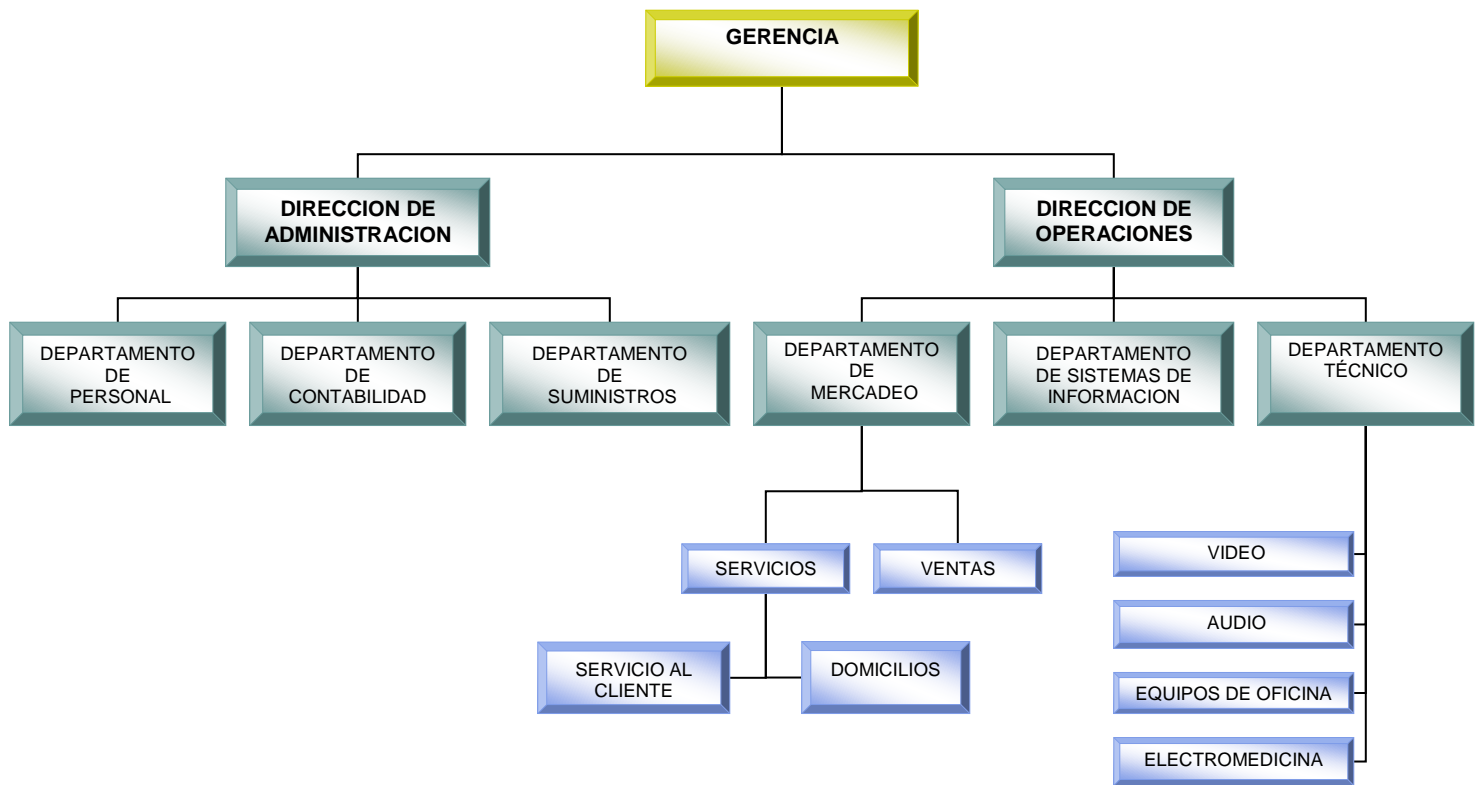 GERENCIA
DIRECCION DE
ADMINISTRACION
DIRECCION DE
OPERACIONES
DEPARTAMENTO
DE
PERSONAL
DEPARTAMENTO
DE
CONTABILIDAD
DEPARTAMENTO
DE
SUMINISTROS
DEPARTAMENTO
DE
MERCADEO
DEPARTAMENTO
DE SISTEMAS DE
INFORMACION
DEPARTAMENTO
TÉCNICO
SERVICIOS
VENTAS
SERVICIO AL
CLIENTE
DOMICILIOS
VIDEO
AUDIO
EQUIPOS DE OFICINA
ELECTROMEDICINA